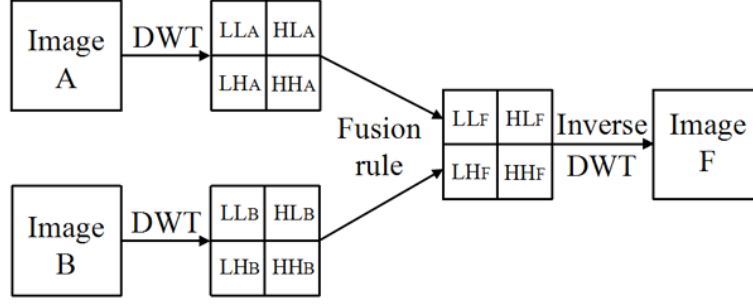 Image
A
DWT
LLA HLA
LHA HHA
Fusion
rule
LLF HLF
LHF HHF
Inverse
DWT
Image
F
Image
B
DWT
LLB HLB
LHB HHB